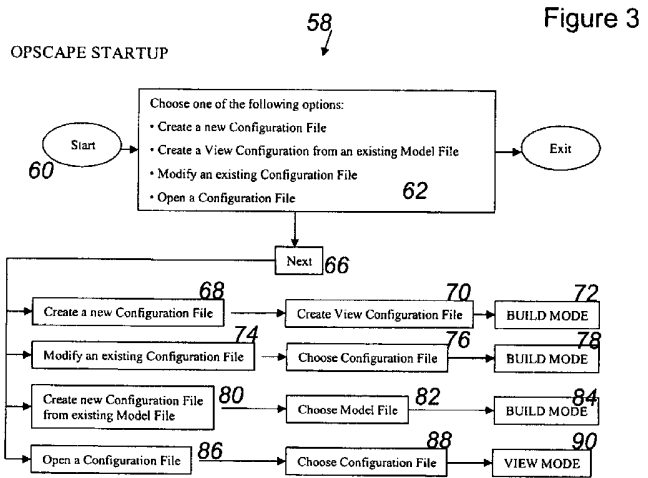 Figure 3
58
OPSCAPE STARTUP
Choose one of the following options:
• Create a new Configuration File
• Create a View Configuration from an existing Model File
• Modify an existing Configuration File
• Open a Configuration File
62
Start
60
Exit
Next
66
68
Create a new Configuration File
70
Create View Configuration File
72
BUILD MODE
74
Modify an existing Configuration File
76
Choose Configuration File
78
BUILD MODE
Create new Configuration File
from existing Model File
80
82
Choose Model File
84
BUILD MODE
Open a Configuration File
86
88
Choose Configuration File
90
VIEW MODE